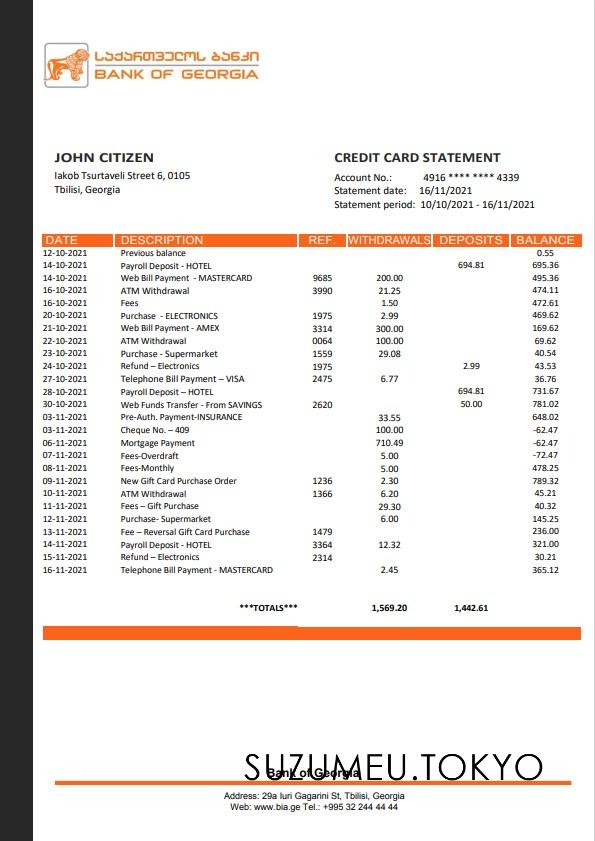 საქართველოს ბანკი
BANK OF GEORGIA
JOHN CITIZEN
Iakob Tsurtaveli Street 6, 0105
Tbilisi, Georgia
CREDIT CARD STATEMENT
Account No.: 4916 **** **** 4339
Statement date: 16/11/2021
Statement period: 10/10/2021 - 16/11/2021
DATE DESCRIPTION REF. WITHDRAWALS DEPOSITS BALANCE
12-10-2021 Previous balance 0.55
14-10-2021 Payroll Deposit - HOTEL 694.81 695.36
14-10-2021 Web Bill Payment - MASTERCARD 9685 200.00 495.36
16-10-2021 ATM Withdrawal 3990 21.25 474.11
16-10-2021 Fees 1.50 472.61
20-10-2021 Purchase - ELECTRONICS 1975 2.99 469.62
21-10-2021 Web Bill Payment - AMEX 3314 300.00 169.62
22-10-2021 ATM Withdrawal 0064 100.00 69.62
23-10-2021 Purchase - Supermarket 1559 29.08 40.54
24-10-2021 Refund – Electronics 1975 2.99 43.53
27-10-2021 Telephone Bill Payment – VISA 2475 6.77 36.76
28-10-2021 Payroll Deposit – HOTEL 694.81 731.67
30-10-2021 Web Funds Transfer - From SAVINGS 2620 50.00 781.02
03-11-2021 Pre-Auth. Payment-INSURANCE 33.55 648.02
03-11-2021 Cheque No. – 409 100.00 -62.47
06-11-2021 Mortgage Payment 710.49 -62.47
07-11-2021 Fees-Overdraft 5.00 -72.47
08-11-2021 Fees-Monthly 5.00 478.25
09-11-2021 New Gift Card Purchase Order 1236 2.30 789.32
10-11-2021 ATM Withdrawal 1366 6.20 45.21
11-11-2021 Fees – Gift Purchase 29.30 40.32
12-11-2021 Purchase- Supermarket 6.00 145.25
13-11-2021 Fee – Reversal Gift Card Purchase 1479 236.00
14-11-2021 Payroll Deposit - HOTEL 3364 12.32 321.00
15-11-2021 Refund – Electronics 2314 30.21
16-11-2021 Telephone Bill Payment - MASTERCARD 2.45 365.12
***TOTALS*** 1,569.20 1,442.61
SUZUMEU.TOKYO
Bank of Georgia
Address: 29a Iuri Gagarini St, Tbilisi, Georgia
Web: www.bia.ge Tel.: +995 32 244 44 44